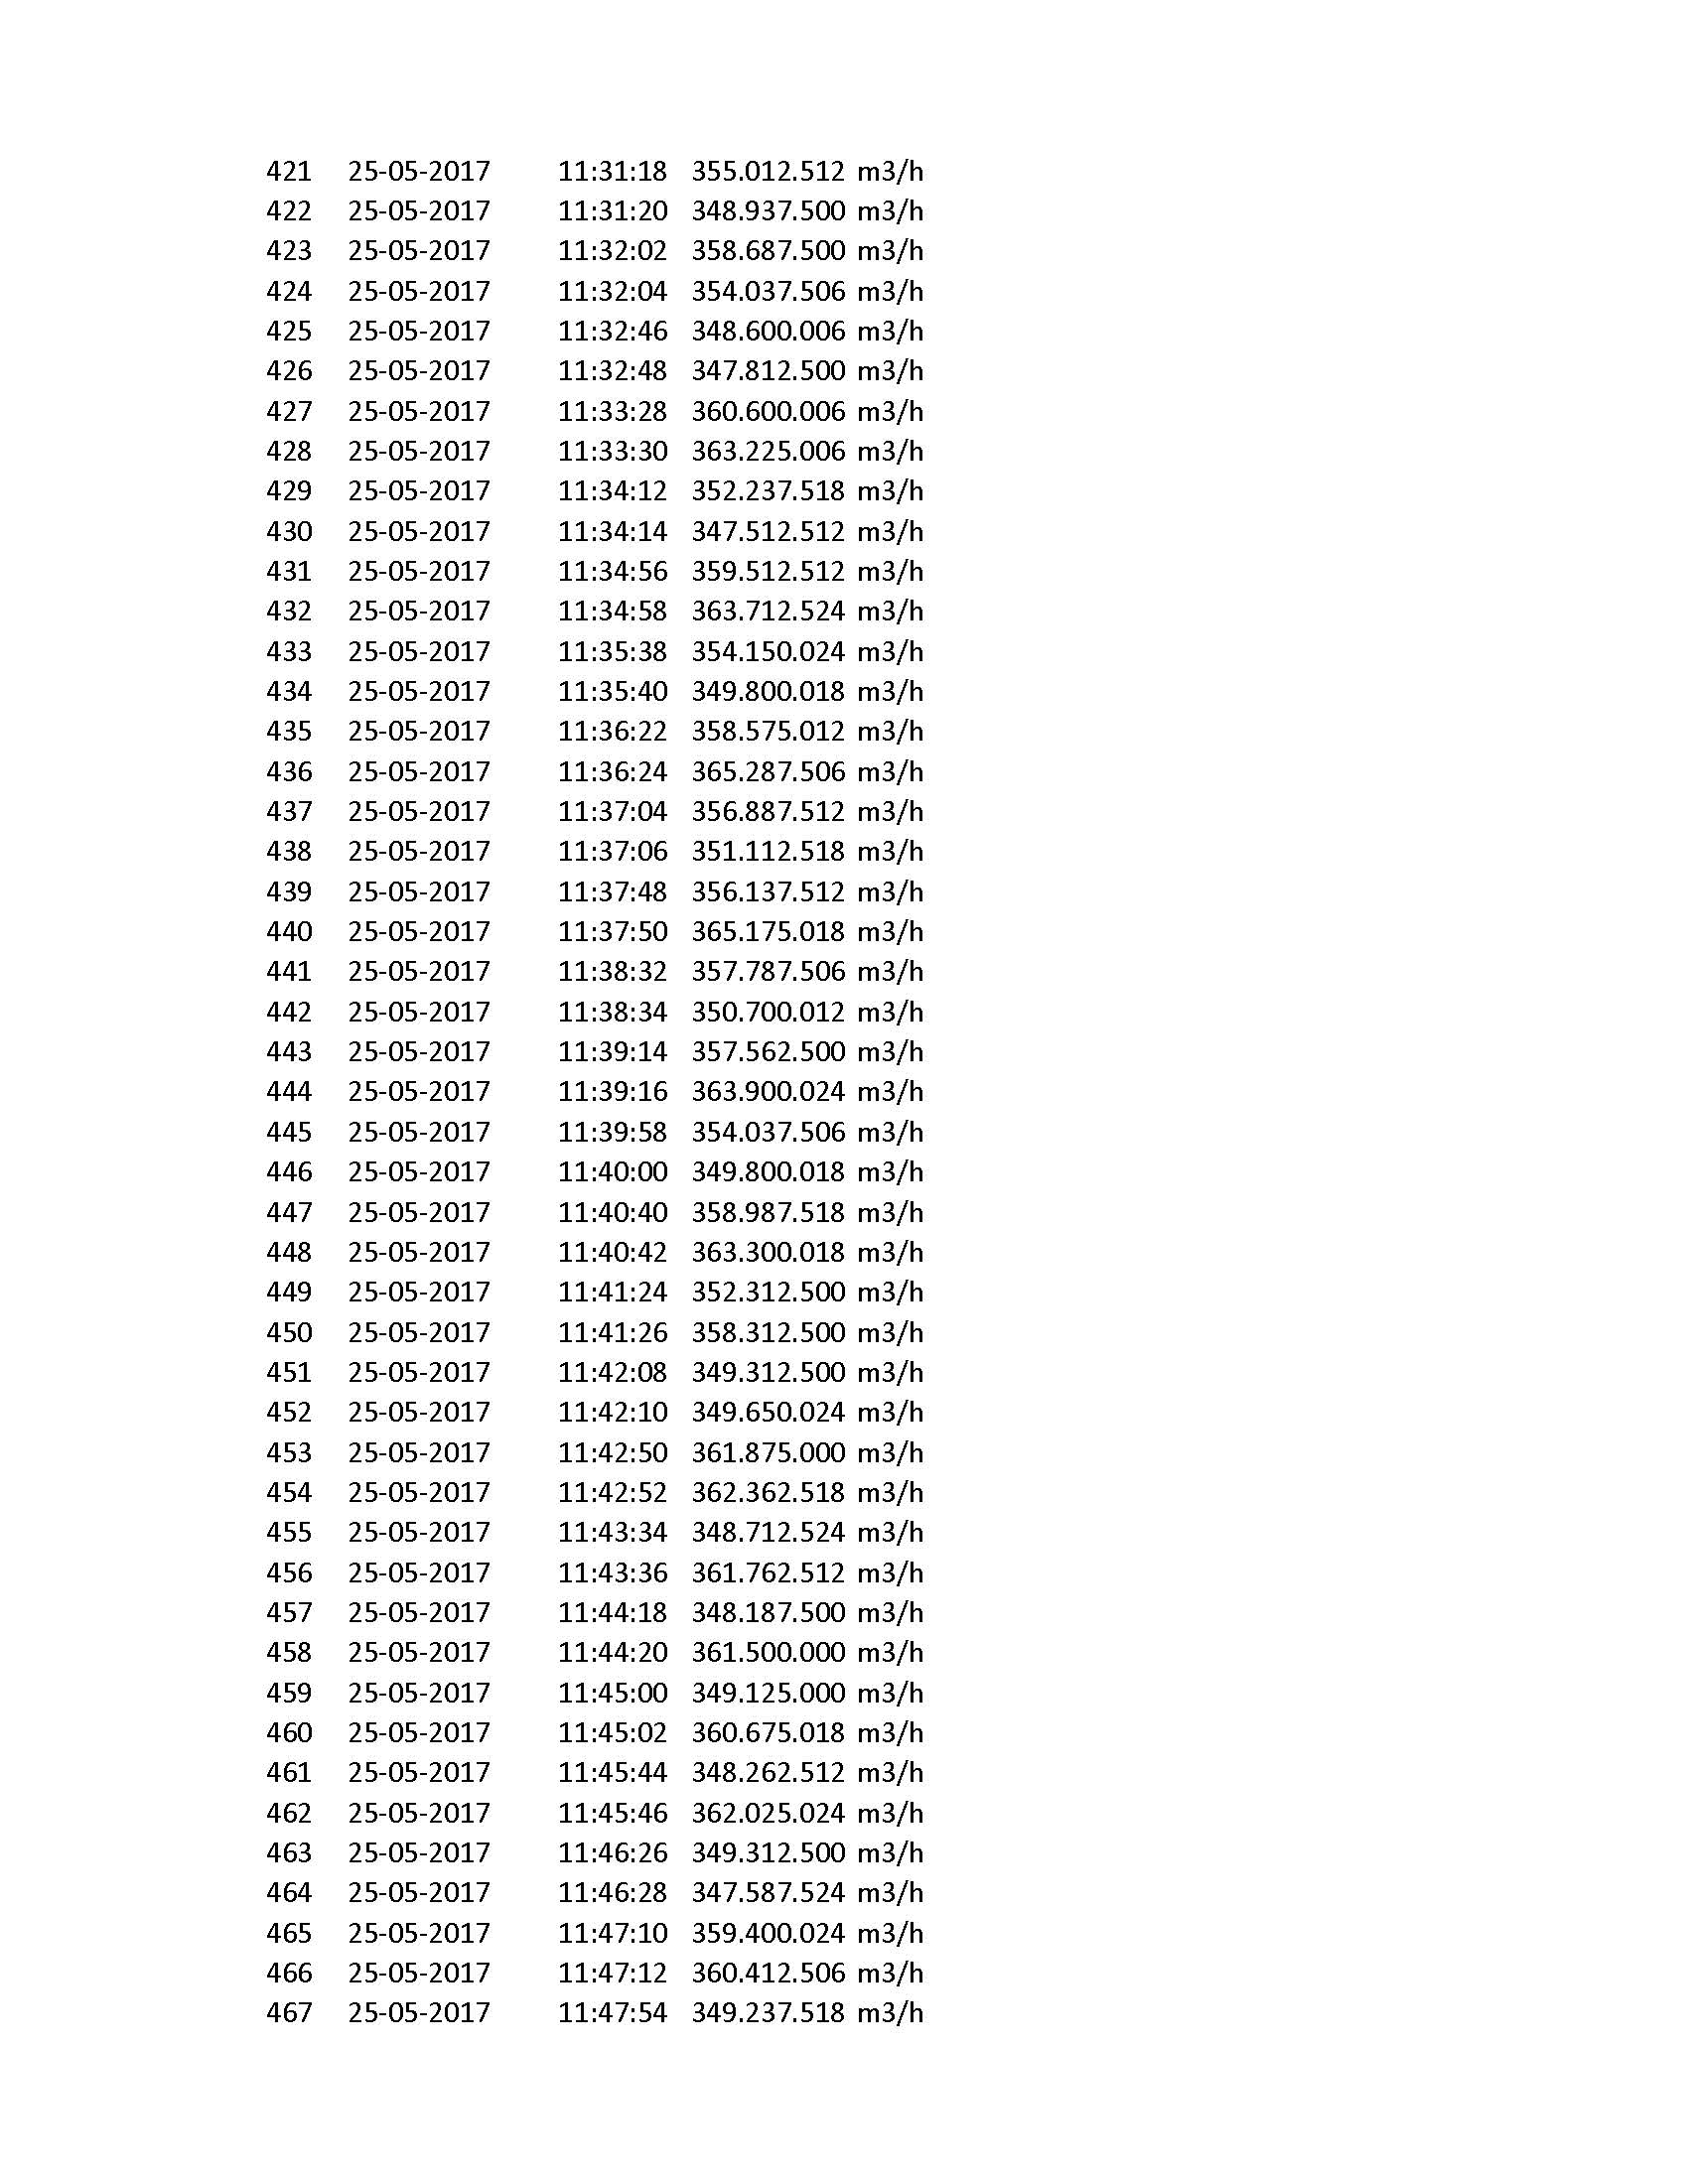 421 25-05-2017 11:31:18 355.012.512 m3/h
422 25-05-2017 11:31:20 348.937.500 m3/h
423 25-05-2017 11:32:02 358.687.500 m3/h
424 25-05-2017 11:32:04 354.037.506 m3/h
425 25-05-2017 11:32:46 348.600.006 m3/h
426 25-05-2017 11:32:48 347.812.500 m3/h
427 25-05-2017 11:33:28 360.600.006 m3/h
428 25-05-2017 11:33:30 363.225.006 m3/h
429 25-05-2017 11:34:12 352.237.518 m3/h
430 25-05-2017 11:34:14 347.512.512 m3/h
431 25-05-2017 11:34:56 359.512.512 m3/h
432 25-05-2017 11:34:58 363.712.524 m3/h
433 25-05-2017 11:35:38 354.150.024 m3/h
434 25-05-2017 11:35:40 349.800.018 m3/h
435 25-05-2017 11:36:22 358.575.012 m3/h
436 25-05-2017 11:36:24 365.287.506 m3/h
437 25-05-2017 11:37:04 356.887.512 m3/h
438 25-05-2017 11:37:06 351.112.518 m3/h
439 25-05-2017 11:37:48 356.137.512 m3/h
440 25-05-2017 11:37:50 365.175.018 m3/h
441 25-05-2017 11:38:32 357.787.506 m3/h
442 25-05-2017 11:38:34 350.700.012 m3/h
443 25-05-2017 11:39:14 357.562.500 m3/h
444 25-05-2017 11:39:16 363.900.024 m3/h
445 25-05-2017 11:39:58 354.037.506 m3/h
446 25-05-2017 11:40:00 349.800.018 m3/h
447 25-05-2017 11:40:40 358.987.518 m3/h
448 25-05-2017 11:40:42 363.300.018 m3/h
449 25-05-2017 11:41:24 352.312.500 m3/h
450 25-05-2017 11:41:26 358.312.500 m3/h
451 25-05-2017 11:42:08 349.312.500 m3/h
452 25-05-2017 11:42:10 349.650.024 m3/h
453 25-05-2017 11:42:50 361.875.000 m3/h
454 25-05-2017 11:42:52 362.362.518 m3/h
455 25-05-2017 11:43:34 348.712.524 m3/h
456 25-05-2017 11:43:36 361.762.512 m3/h
457 25-05-2017 11:44:18 348.187.500 m3/h
458 25-05-2017 11:44:20 361.500.000 m3/h
459 25-05-2017 11:45:00 349.125.000 m3/h
460 25-05-2017 11:45:02 360.675.018 m3/h
461 25-05-2017 11:45:44 348.262.512 m3/h
462 25-05-2017 11:45:46 362.025.024 m3/h
463 25-05-2017 11:46:26 349.312.500 m3/h
464 25-05-2017 11:46:28 347.587.524 m3/h
465 25-05-2017 11:47:10 359.400.024 m3/h
466 25-05-2017 11:47:12 360.412.506 m3/h
467 25-05-2017 11:47:54 349.237.518 m3/h